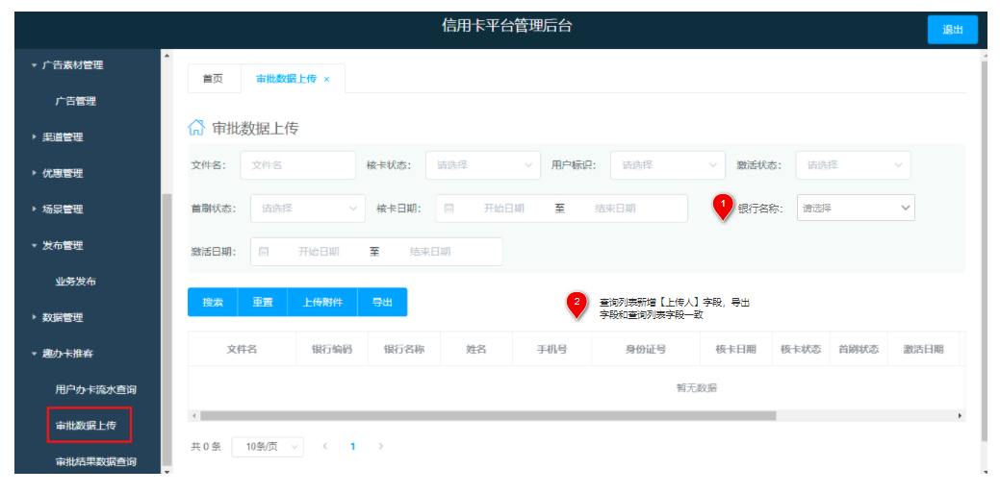 信用卡平台管理后台
退出
广告素材管理
广告管理
渠道管理
优惠管理
场景管理
发布管理
业务发布
数据管理
趣办卡推客
用户办卡流水查询
审批数据上传
审批结果数据查询
首页 审批数据上传 ×
审批数据上传
文件名: 文件名 核卡状态: 请选择 用户标识: 请选择 激活状态: 请选择
首刷状态: 请选择 核卡日期: 开始日期 至 结束日期 1 银行名称: 请选择
激活日期: 开始日期 至 结束日期
搜索 重置 上传附件 导出
2 查询列表新增【上传人】字段，导出
字段和查询列表字段一致
文件名 银行编码 银行名称 姓名 手机号 身份证号 核卡日期 核卡状态 首刷状态 激活日期
暂无数据
共 0 条 10条/页 1